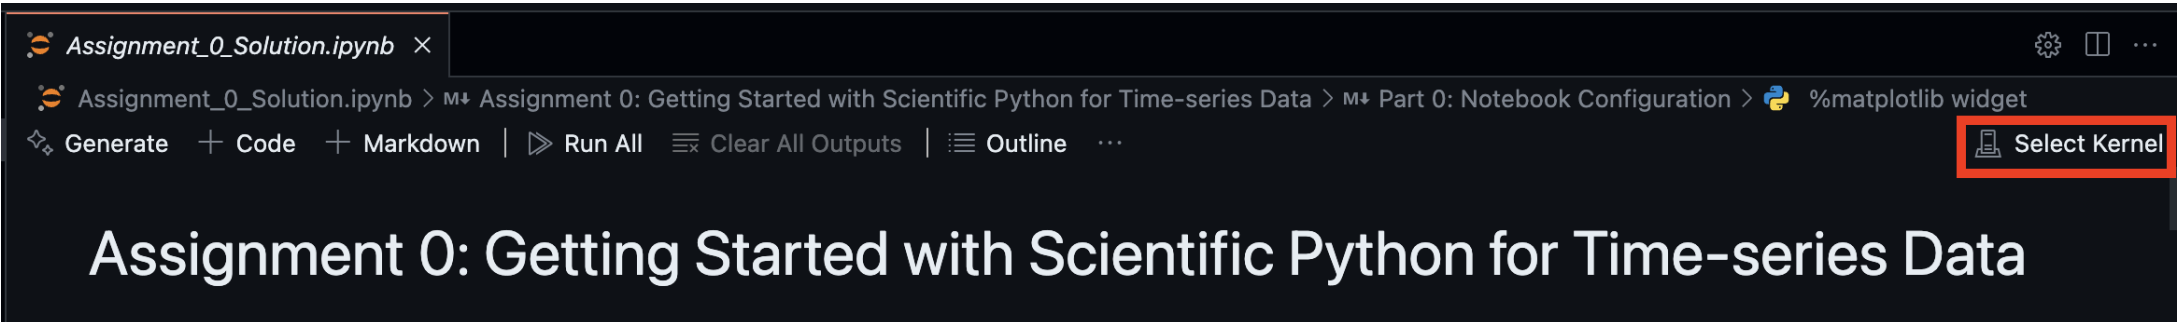 Assignment_0_Solution.ipynb
Assignment_0_Solution.ipynb > M↓ Assignment 0: Getting Started with Scientific Python for Time-series Data > M↓ Part 0: Notebook Configuration > %matplotlib widget
Generate + Code + Markdown | Run All Clear All Outputs | Outline ... Select Kernel
Assignment 0: Getting Started with Scientific Python for Time-series Data